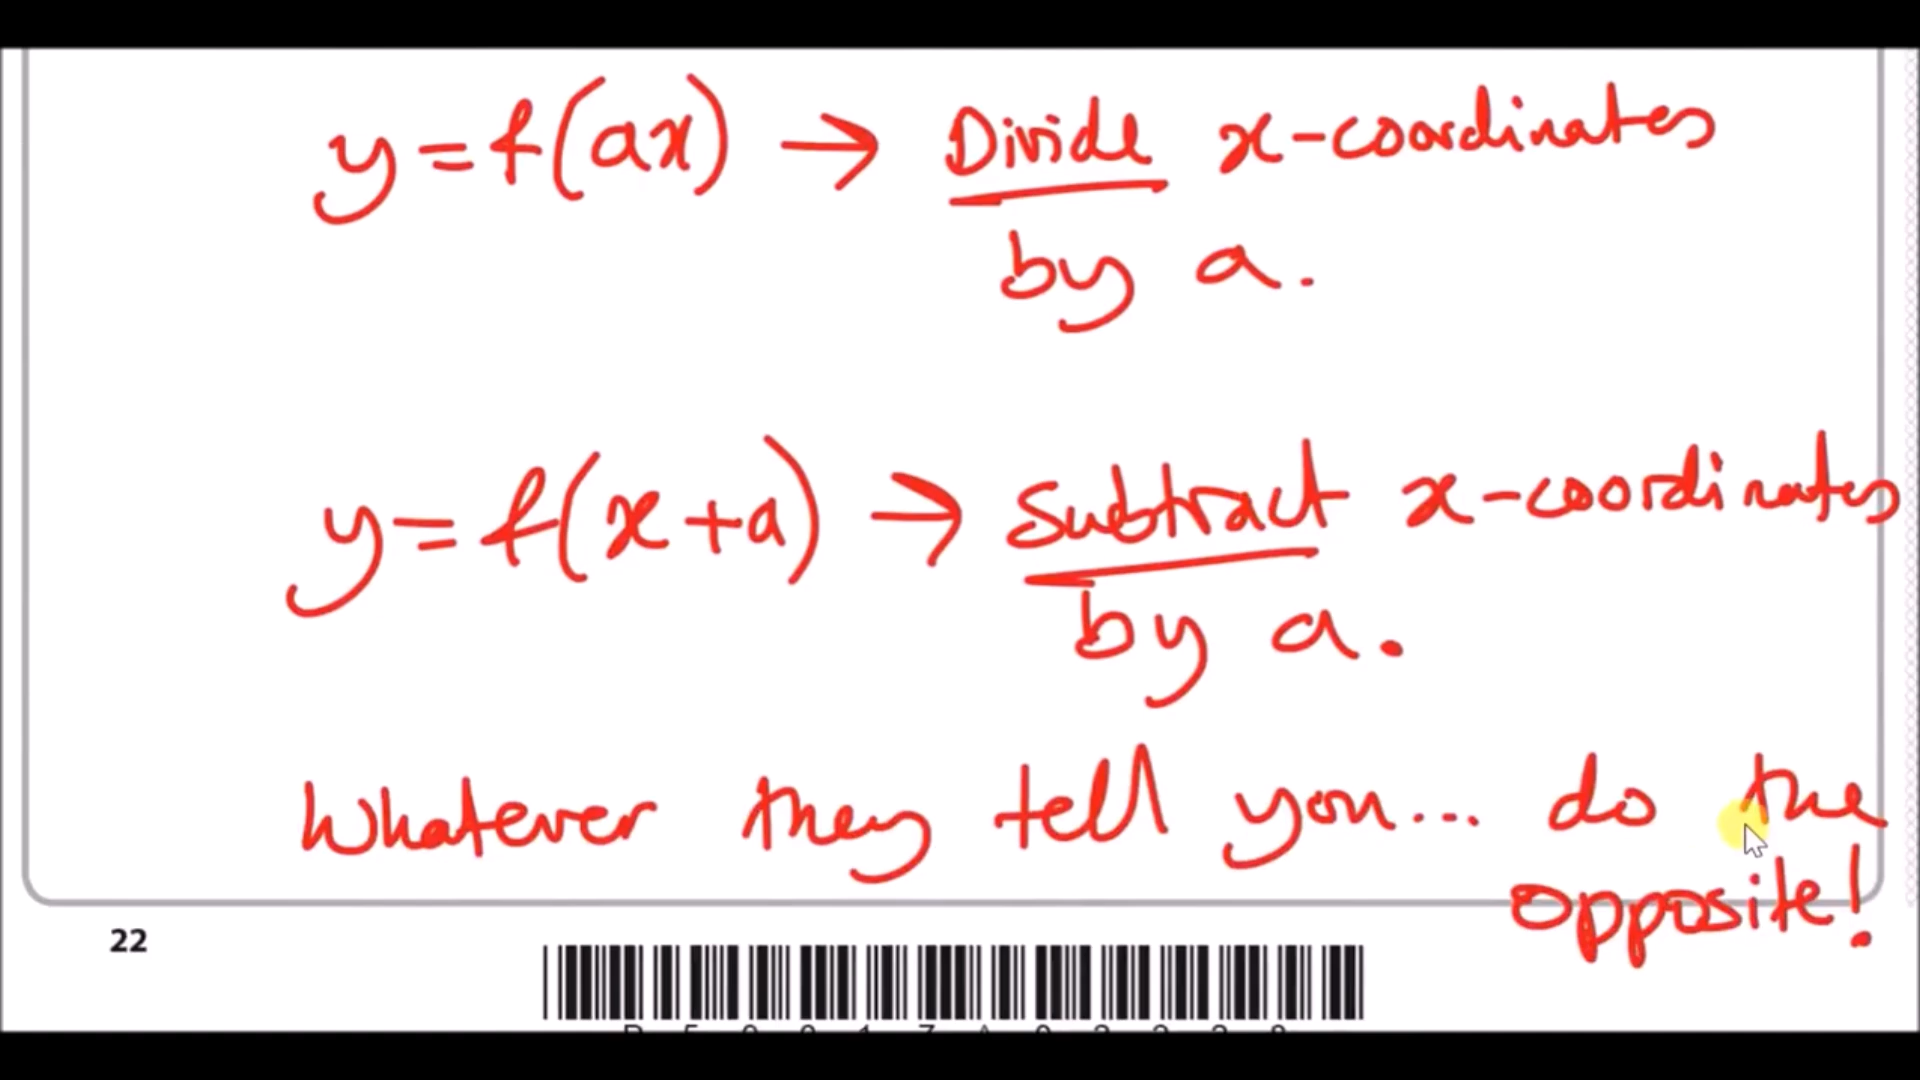 y=f(ax) → Divide x-coordinates
by a.
y=f(x+a) → Subtract x-coordinates
by a.
Whatever they tell you... do the
opposite!
22